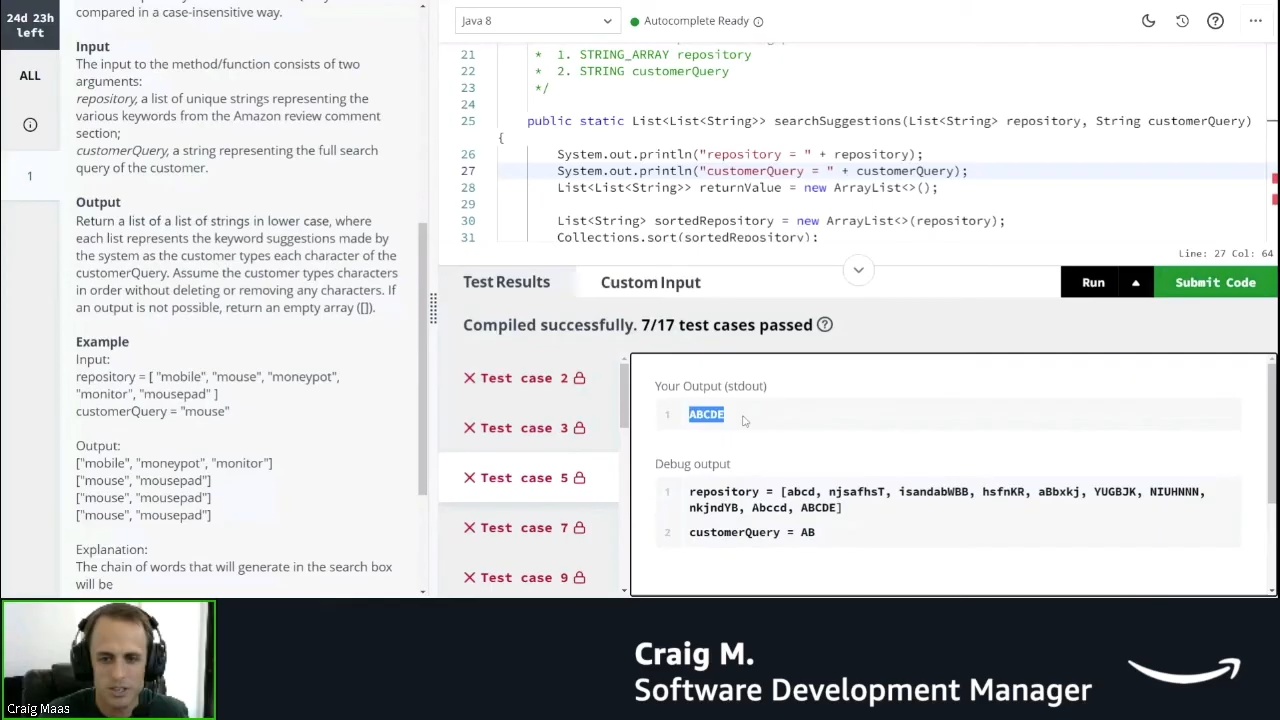 24d 23h
left
ALL
1
compared in a case-insensitive way.
Input
The input to the method/function consists of two
arguments:
repository, a list of unique strings representing the
various keywords from the Amazon review comment
section;
customerQuery, a string representing the full search
query of the customer.
Output
Return a list of a list of strings in lower case, where
each list represents the keyword suggestions made by
the system as the customer types each character of the
customerQuery. Assume the customer types characters
in order without deleting or removing any characters. If
an output is not possible, return an empty array ([]).
Example
Input:
repository = [ "mobile", "mouse", "moneypot",
"monitor", "mousepad" ]
customerQuery = "mouse"
Output:
["mobile", "moneypot", "monitor"]
["mouse", "mousepad"]
["mouse", "mousepad"]
["mouse", "mousepad"]
Explanation:
The chain of words that will generate in the search box
will be
Java 8
Autocomplete Ready
21 * 1. STRING_ARRAY repository
22 * 2. STRING customerQuery
23 */
24
25 public static List<List<String>> searchSuggestions(List<String> repository, String customerQuery)
{
26 System.out.println("repository = " + repository);
27 System.out.println("customerQuery = " + customerQuery);
28 List<List<String>> returnValue = new ArrayList<>();
29
30 List<String> sortedRepository = new ArrayList<>(repository);
31 Collections.sort(sortedRepository);
Line: 27 Col: 64
Test Results
Custom Input
Run
Submit Code
Compiled successfully. 7/17 test cases passed
Test case 2
Test case 3
Test case 5
Test case 7
Test case 9
Your Output (stdout)
1 ABCDE
Debug output
1 repository = [abcd, njsafhsT, isandabWBB, hsfnKR, aBbxkj, YUGBJK, NIUHNNN,
nkjndYB, Abccd, ABCDE]
2 customerQuery = AB
Craig Maas
Craig M.
Software Development Manager